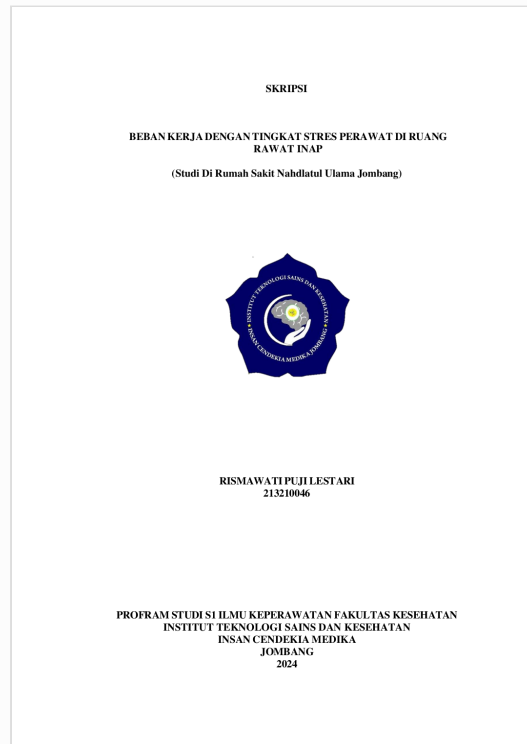 SKRIPSI
BEBAN KERJA DENGAN TINGKAT STRES PERAWAT DI RUANG
RAWAT INAP
(Studi Di Rumah Sakit Nahdlatul Ulama Jombang)
INSTITUT TEKNOLOGI SAINS DAN KESEHATAN
INSAN CENDEKIA MEDIKA JOMBANG
RISMAWATI PUJI LESTARI
213210046
PROFRAM STUDI S1 ILMU KEPERAWATAN FAKULTAS KESEHATAN
INSTITUT TEKNOLOGI SAINS DAN KESEHATAN
INSAN CENDEKIA MEDIKA
JOMBANG
2024